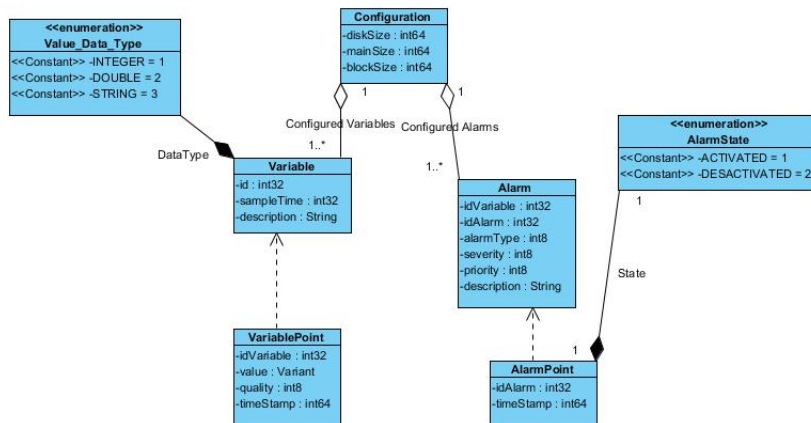 <<enumeration>>
Value_Data_Type
<<Constant>> -INTEGER = 1
<<Constant>> -DOUBLE = 2
<<Constant>> -STRING = 3
Configuration
-diskSize : int64
-mainSize : int64
-blockSize : int64
1
1
Configured Variables
Configured Alarms
1..*
1..*
DataType
<<enumeration>>
AlarmState
<<Constant>> -ACTIVATED = 1
<<Constant>> -DESACTIVATED = 2
1
Variable
-id : int32
-sampleTime : int32
-description : String
Alarm
-idVariable : int32
-idAlarm : int32
-alarmType : int8
-severity : int8
-priority : int8
-description : String
State
VariablePoint
-idVariable : int32
-value : Variant
-quality : int8
-timeStamp : int64
1
AlarmPoint
-idAlarm : int32
-timeStamp : int64